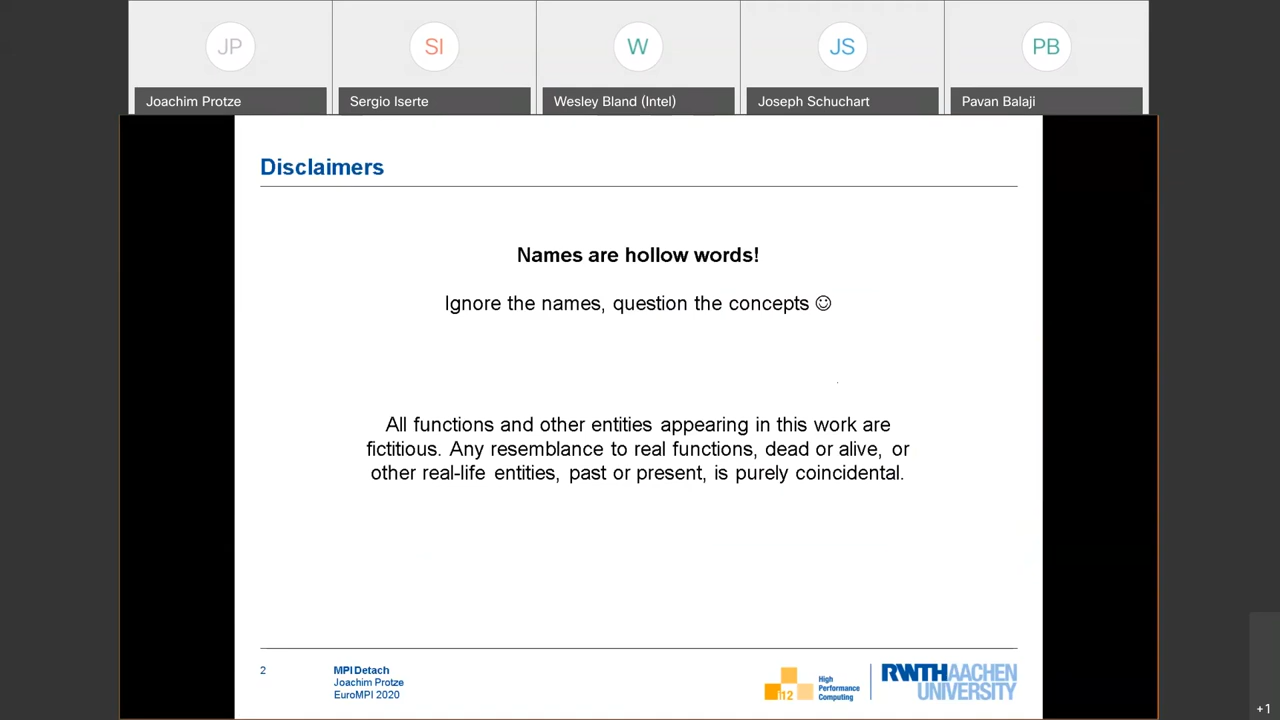 JP
SI
W
JS
PB
Joachim Protze
Sergio Iserte
Wesley Bland (Intel)
Joseph Schuchart
Pavan Balaji
Disclaimers
Names are hollow words!
Ignore the names, question the concepts ☺
All functions and other entities appearing in this work are
fictitious. Any resemblance to real functions, dead or alive, or
other real-life entities, past or present, is purely coincidental.
2
MPI Detach
Joachim Protze
EuroMPI 2020
i12
High
Performance
Computing
RWTHAACHEN
UNIVERSITY
+1